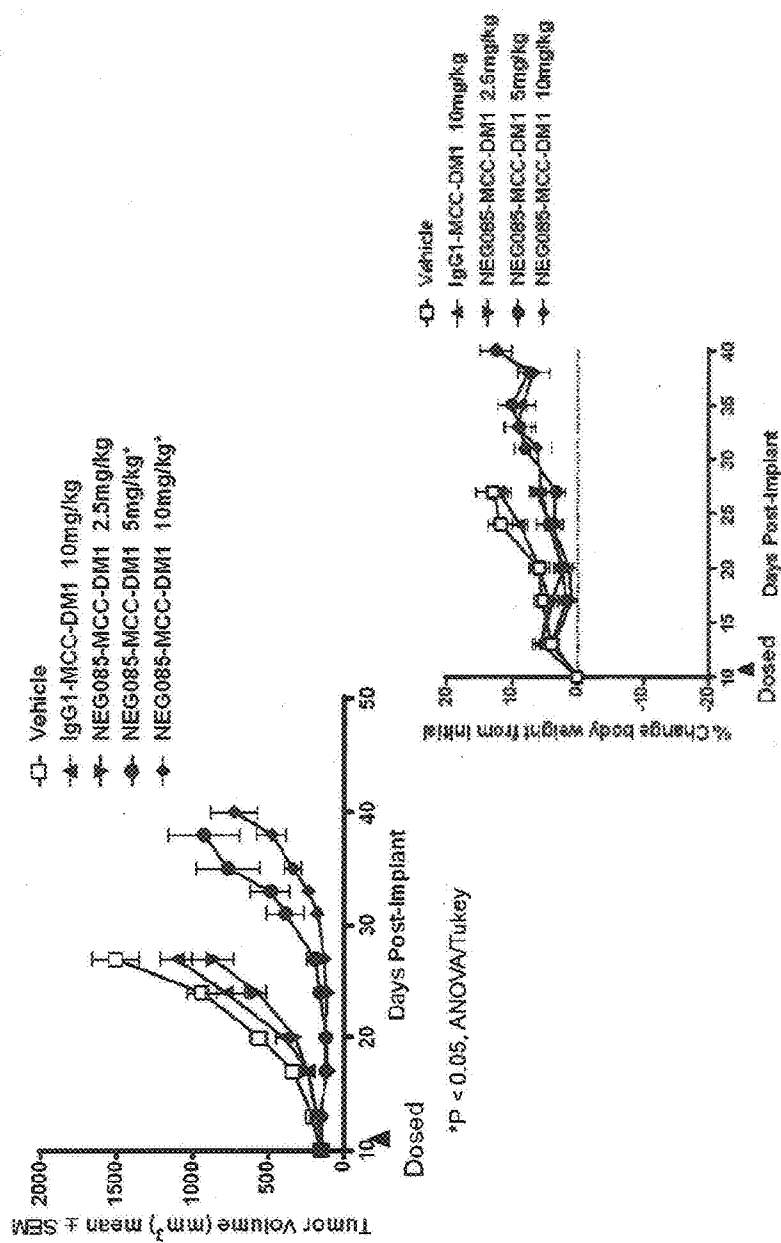 Vehicle
IgG1-MCC-DM1 10mg/kg
NEG085-MCC-DM1 2.5mg/kg
NEG085-MCC-DM1 5mg/kg*
NEG085-MCC-DM1 10mg/kg*
Tumor Volume (mm³) mean ± SEM
2000
1500
1000
500
0
10
20
30
40
50
Days Post-Implant
Dosed
*P < 0.05, ANOVA/Tukey
Vehicle
IgG1-MCC-DM1 10mg/kg
NEG085-MCC-DM1 2.5mg/kg
NEG085-MCC-DM1 5mg/kg
NEG085-MCC-DM1 10mg/kg
% Change body weight from initial
20
10
0
-10
-20
10
15
20
25
30
35
40
Days Post-Implant
Dosed